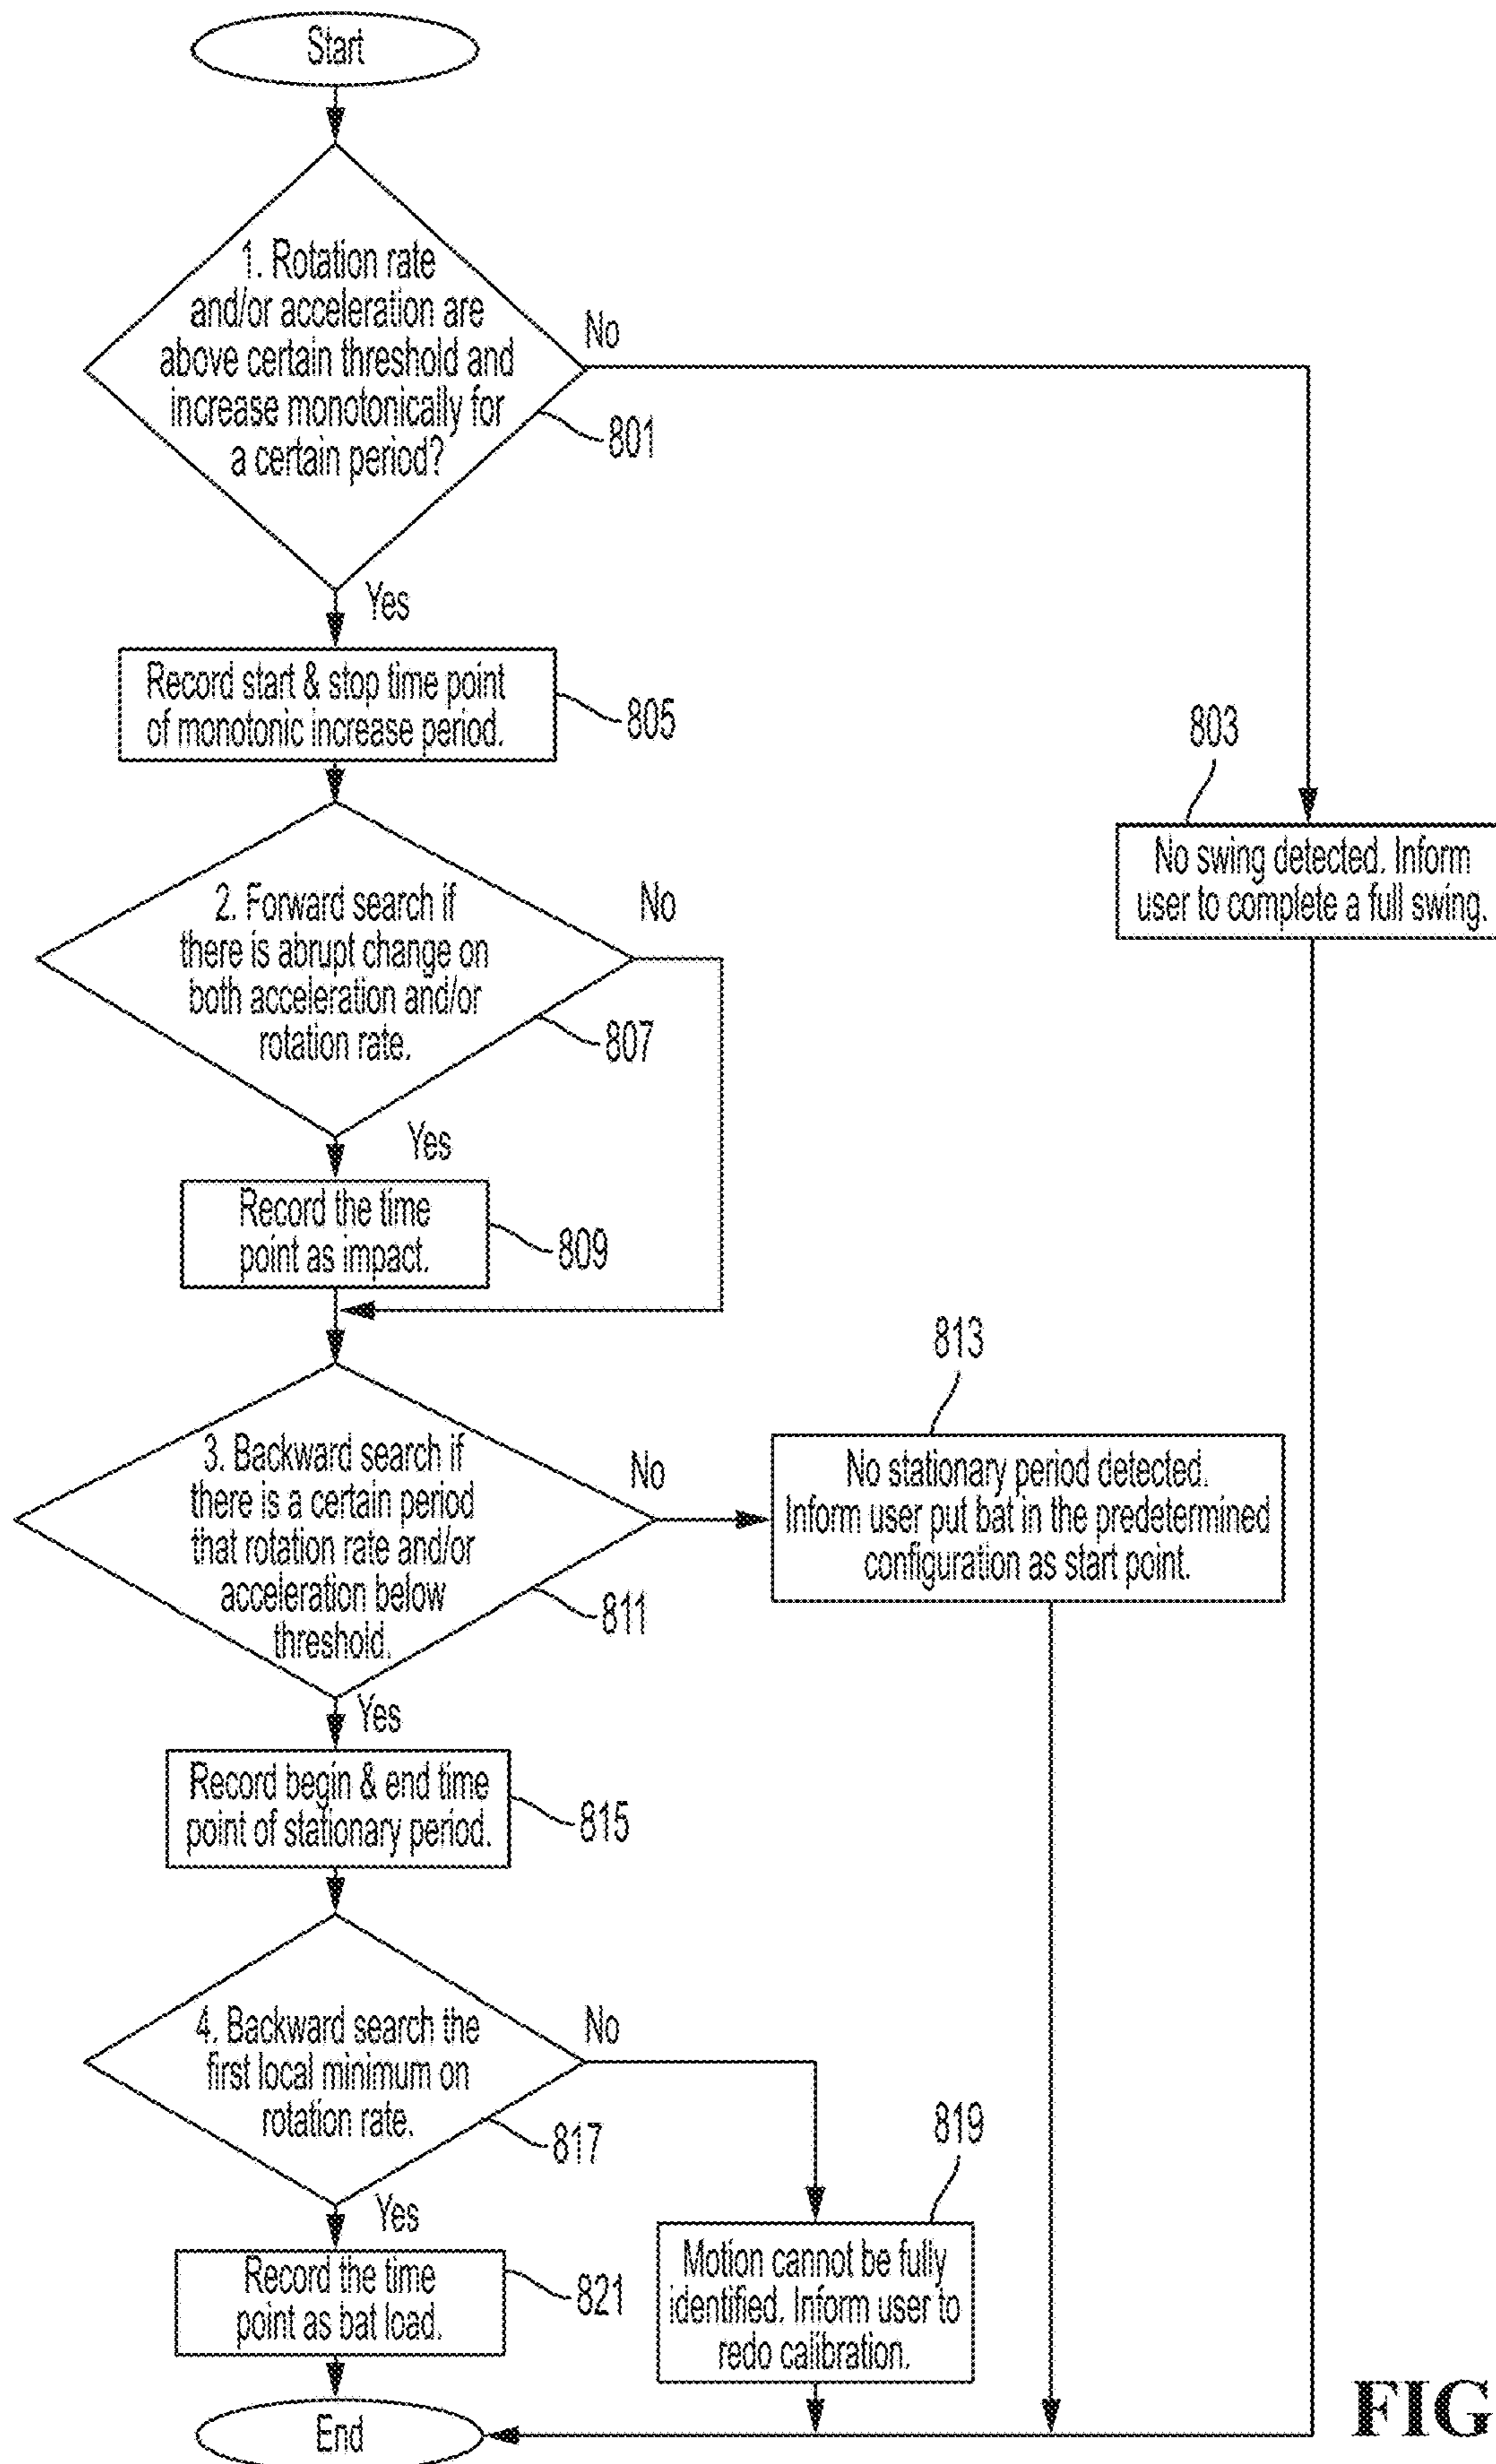 Start
1. Rotation rate
and/or acceleration are
above certain threshold and
increase monotonically for
a certain period?
No
801
Yes
Record start & stop time point
of monotonic increase period.
805
803
No swing detected. Inform
user to complete a full swing.
2. Forward search if
there is abrupt change on
both acceleration and/or
rotation rate.
No
807
Yes
Record the time
point as impact.
809
813
3. Backward search if
there is a certain period
that rotation rate and/or
acceleration below
threshold.
No
811
No stationary period detected.
Inform user put bat in the predetermined
configuration as start point.
Yes
Record begin & end time
point of stationary period.
815
4. Backward search the
first local minimum on
rotation rate.
No
817
819
Yes
Record the time
point as bat load.
821
Motion cannot be fully
identified. Inform user to
redo calibration.
End
FIG